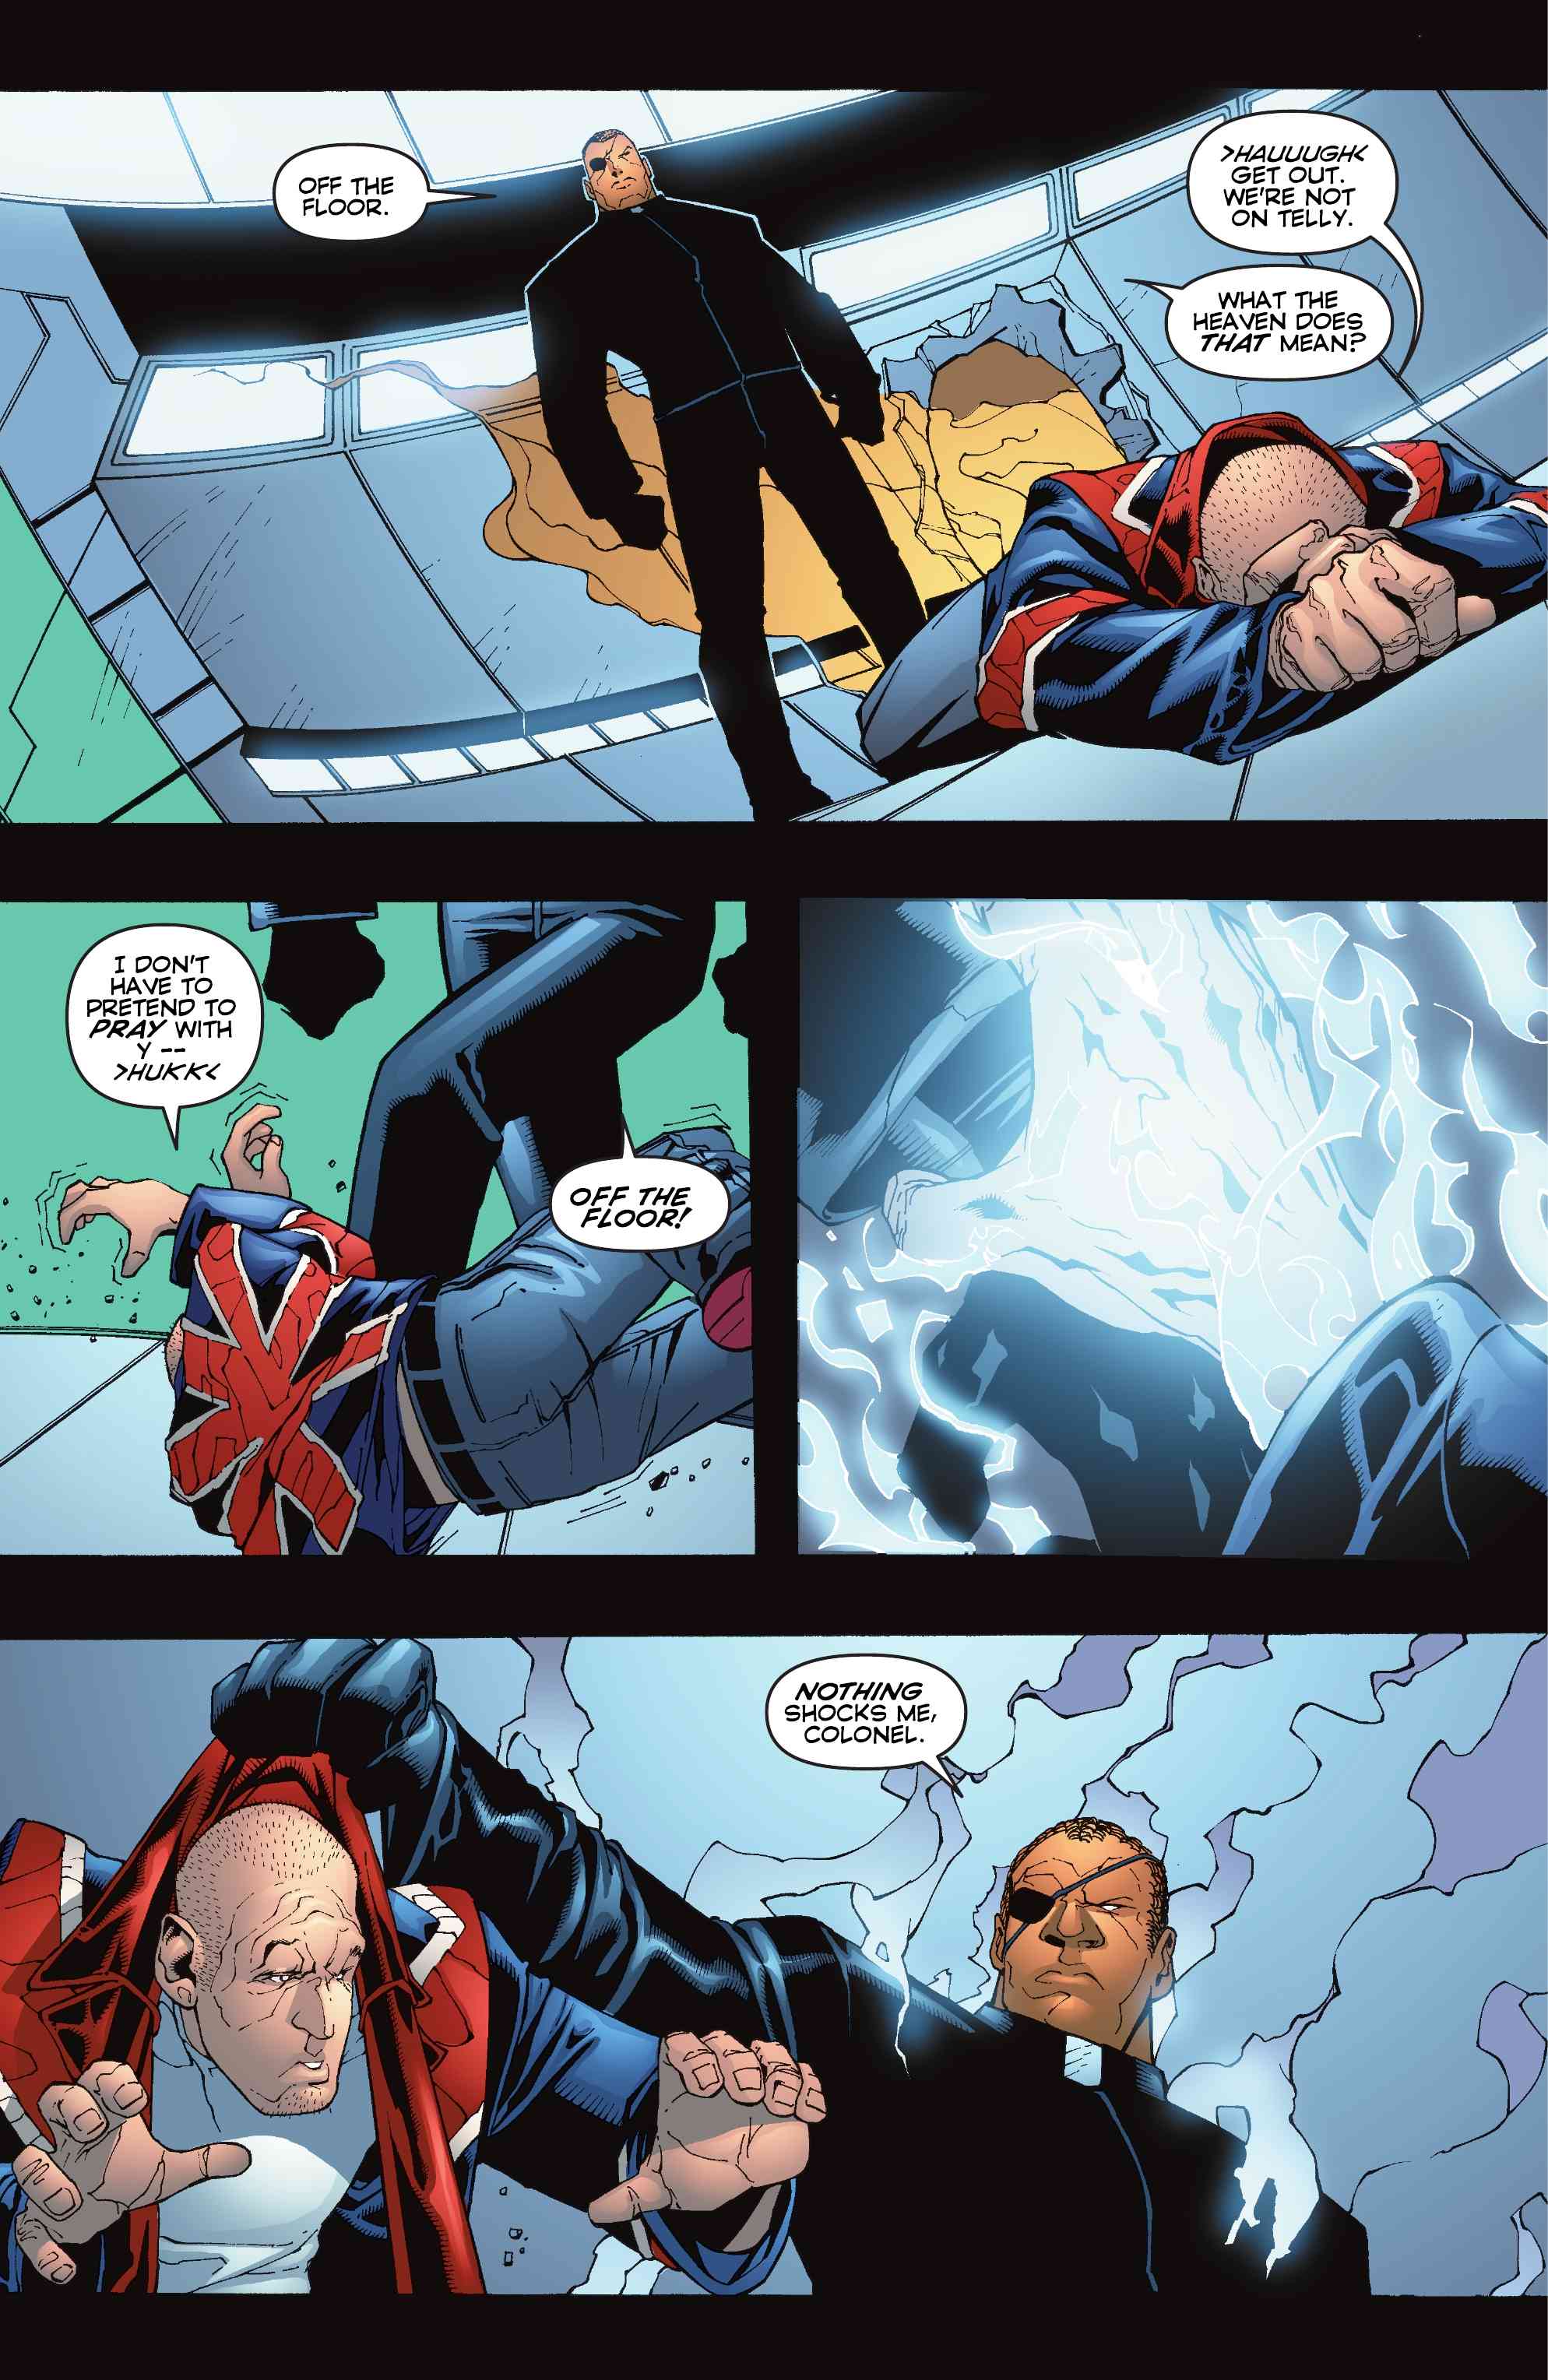 OFF THE
FLOOR.
>HAUUUGH<
GET OUT.
WE'RE NOT
ON TELLY.
WHAT THE
HEAVEN DOES
THAT MEAN?
I DON'T
HAVE TO
PRETEND TO
PRAY WITH
Y --
>HUKK<
OFF THE
FLOOR!
NOTHING
SHOCKS ME,
COLONEL.